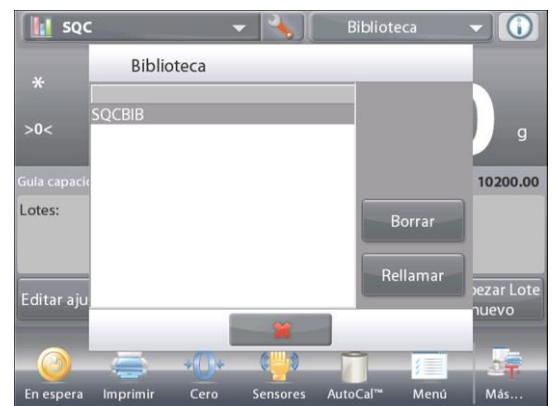 SQC
Biblioteca
Biblioteca
*
SQCBIB
>0<
g
Guía capacid
10200.00
Lotes:
Borrar
Rellamar
Editar aju
pezar Lote
nuevo
En espera
Imprimir
Cero
Sensores
AutoCal™
Menú
Más...